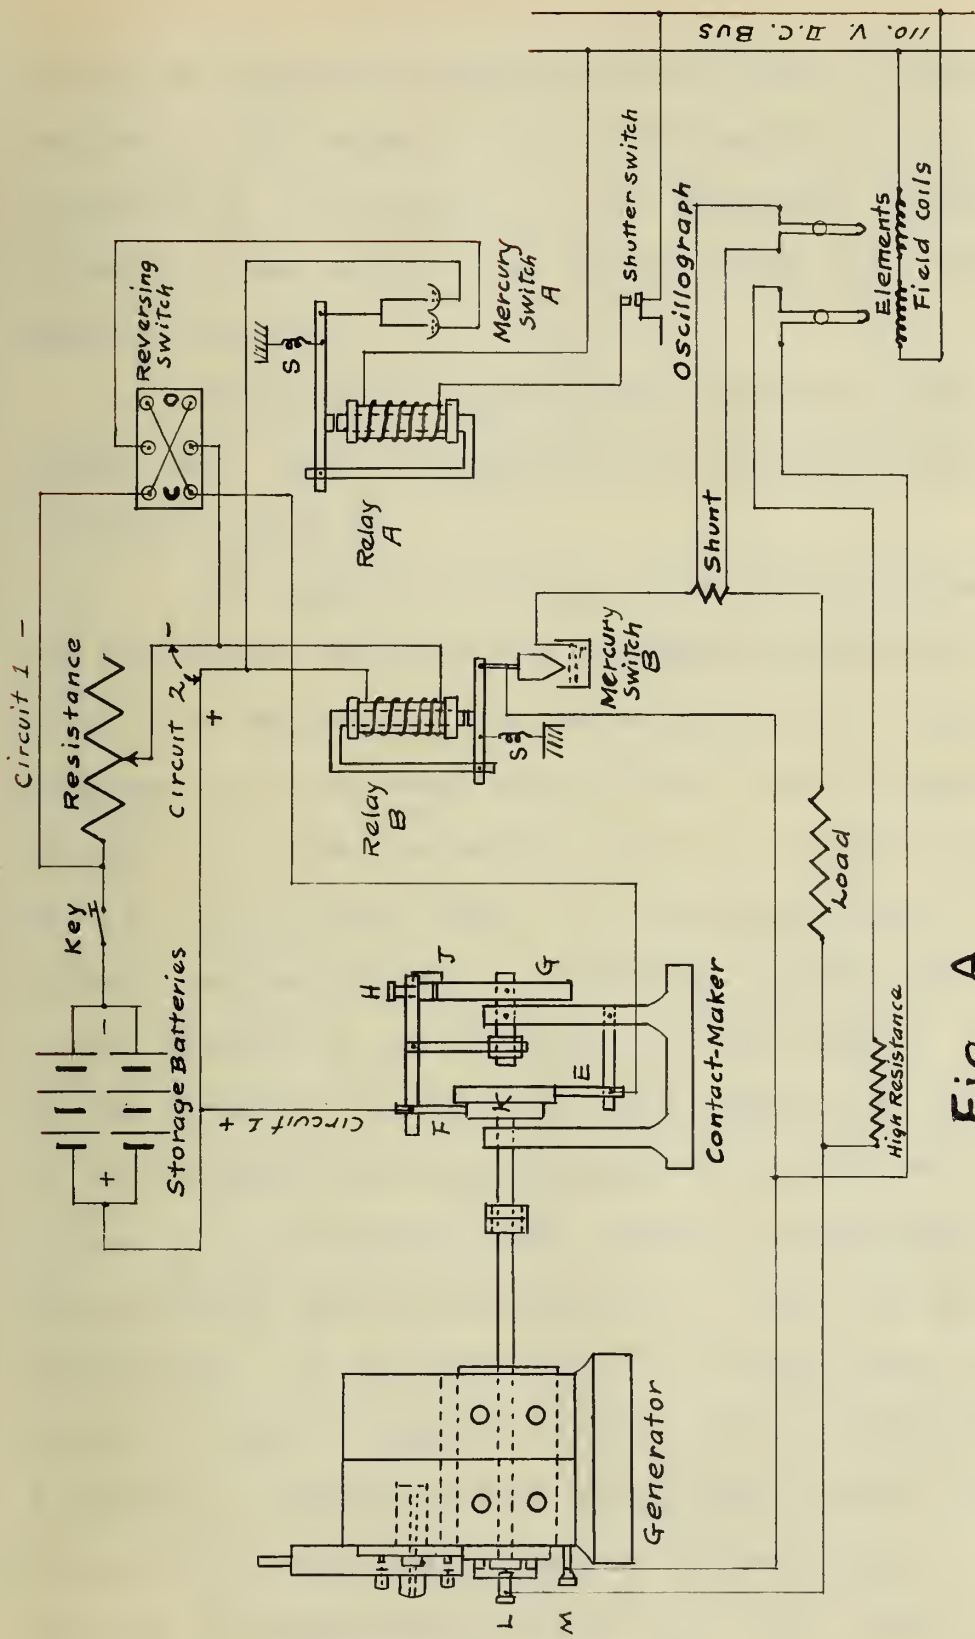 Circuit 1 -
Key
Resistance
Reversing
Switch
O
C
Storage Batteries
+
-
Circuit 2
-
+
Circuit 1 +
S
Mercury
Switch
A
Relay
A
Relay
B
S
Mercury
Switch
B
Shutter switch
110. V. D.C. BUS
Oscillograph
Elements
Field Coils
Shunt
Load
High Resistance
H
J
G
F
K
E
Contact-Maker
L
M
Generator
Fig. A